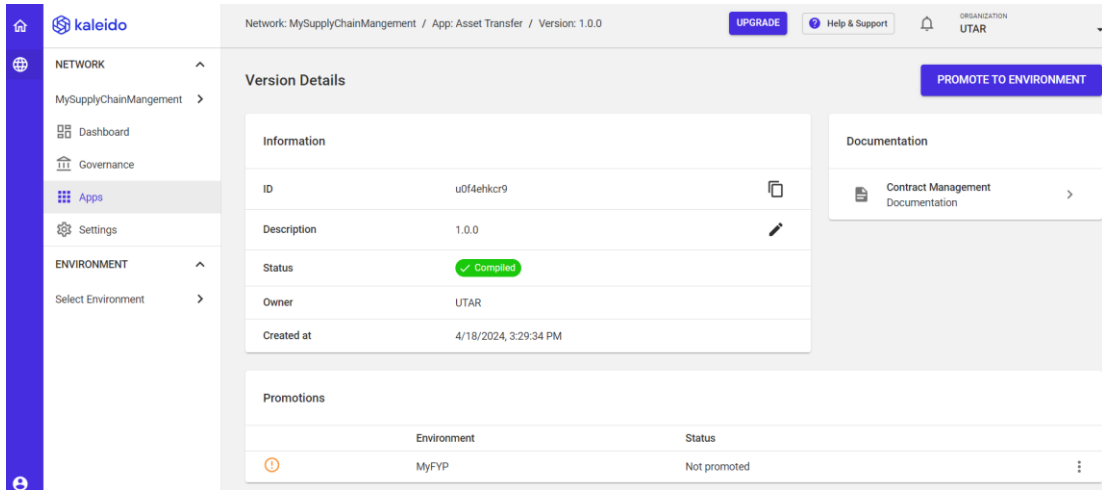 kaleido
Network: MySupplyChainMangement / App: Asset Transfer / Version: 1.0.0
UPGRADE
Help & Support
ORGANIZATION
UTAR
NETWORK
MySupplyChainMangement
Dashboard
Governance
Apps
Settings
ENVIRONMENT
Select Environment
Version Details
PROMOTE TO ENVIRONMENT
Information
ID u0f4ehkcr9
Description 1.0.0
Status Compiled
Owner UTAR
Created at 4/18/2024, 3:29:34 PM
Documentation
Contract Management
Documentation
Promotions
Environment Status
MyFYP Not promoted